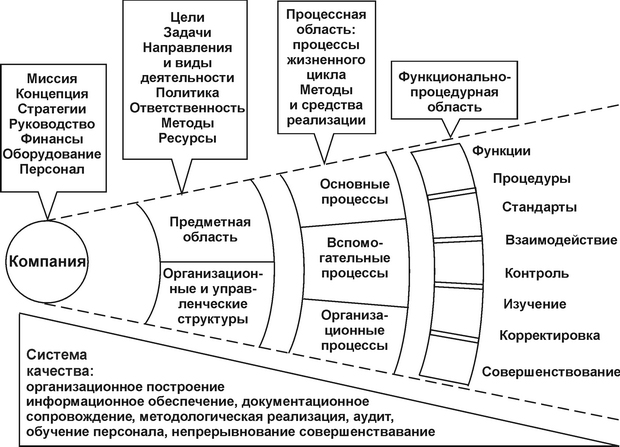 Миссия
Концепция
Стратегии
Руководство
Финансы
Оборудование
Персонал
Цели
Задачи
Направления
и виды
деятельности
Политика
Ответственность
Методы
Ресурсы
Процессная
область:
процессы
жизненного
цикла
Методы
и средства
реализации
Функционально-
процедурная
область
Компания
Предметная
область
Организацион-
ные и управ-
ленческие
структуры
Основные
процессы
Вспомо-
гательные
процессы
Организа-
ционные
процессы
Функции
Процедуры
Стандарты
Взаимодействие
Контроль
Изучение
Корректировка
Совершенствование
Система
качества:
организационое построение
информационое обеспечение, документационное
сопровождение, методологическая реализация, аудит,
обучение персонала, непрерывнование совершенстваование